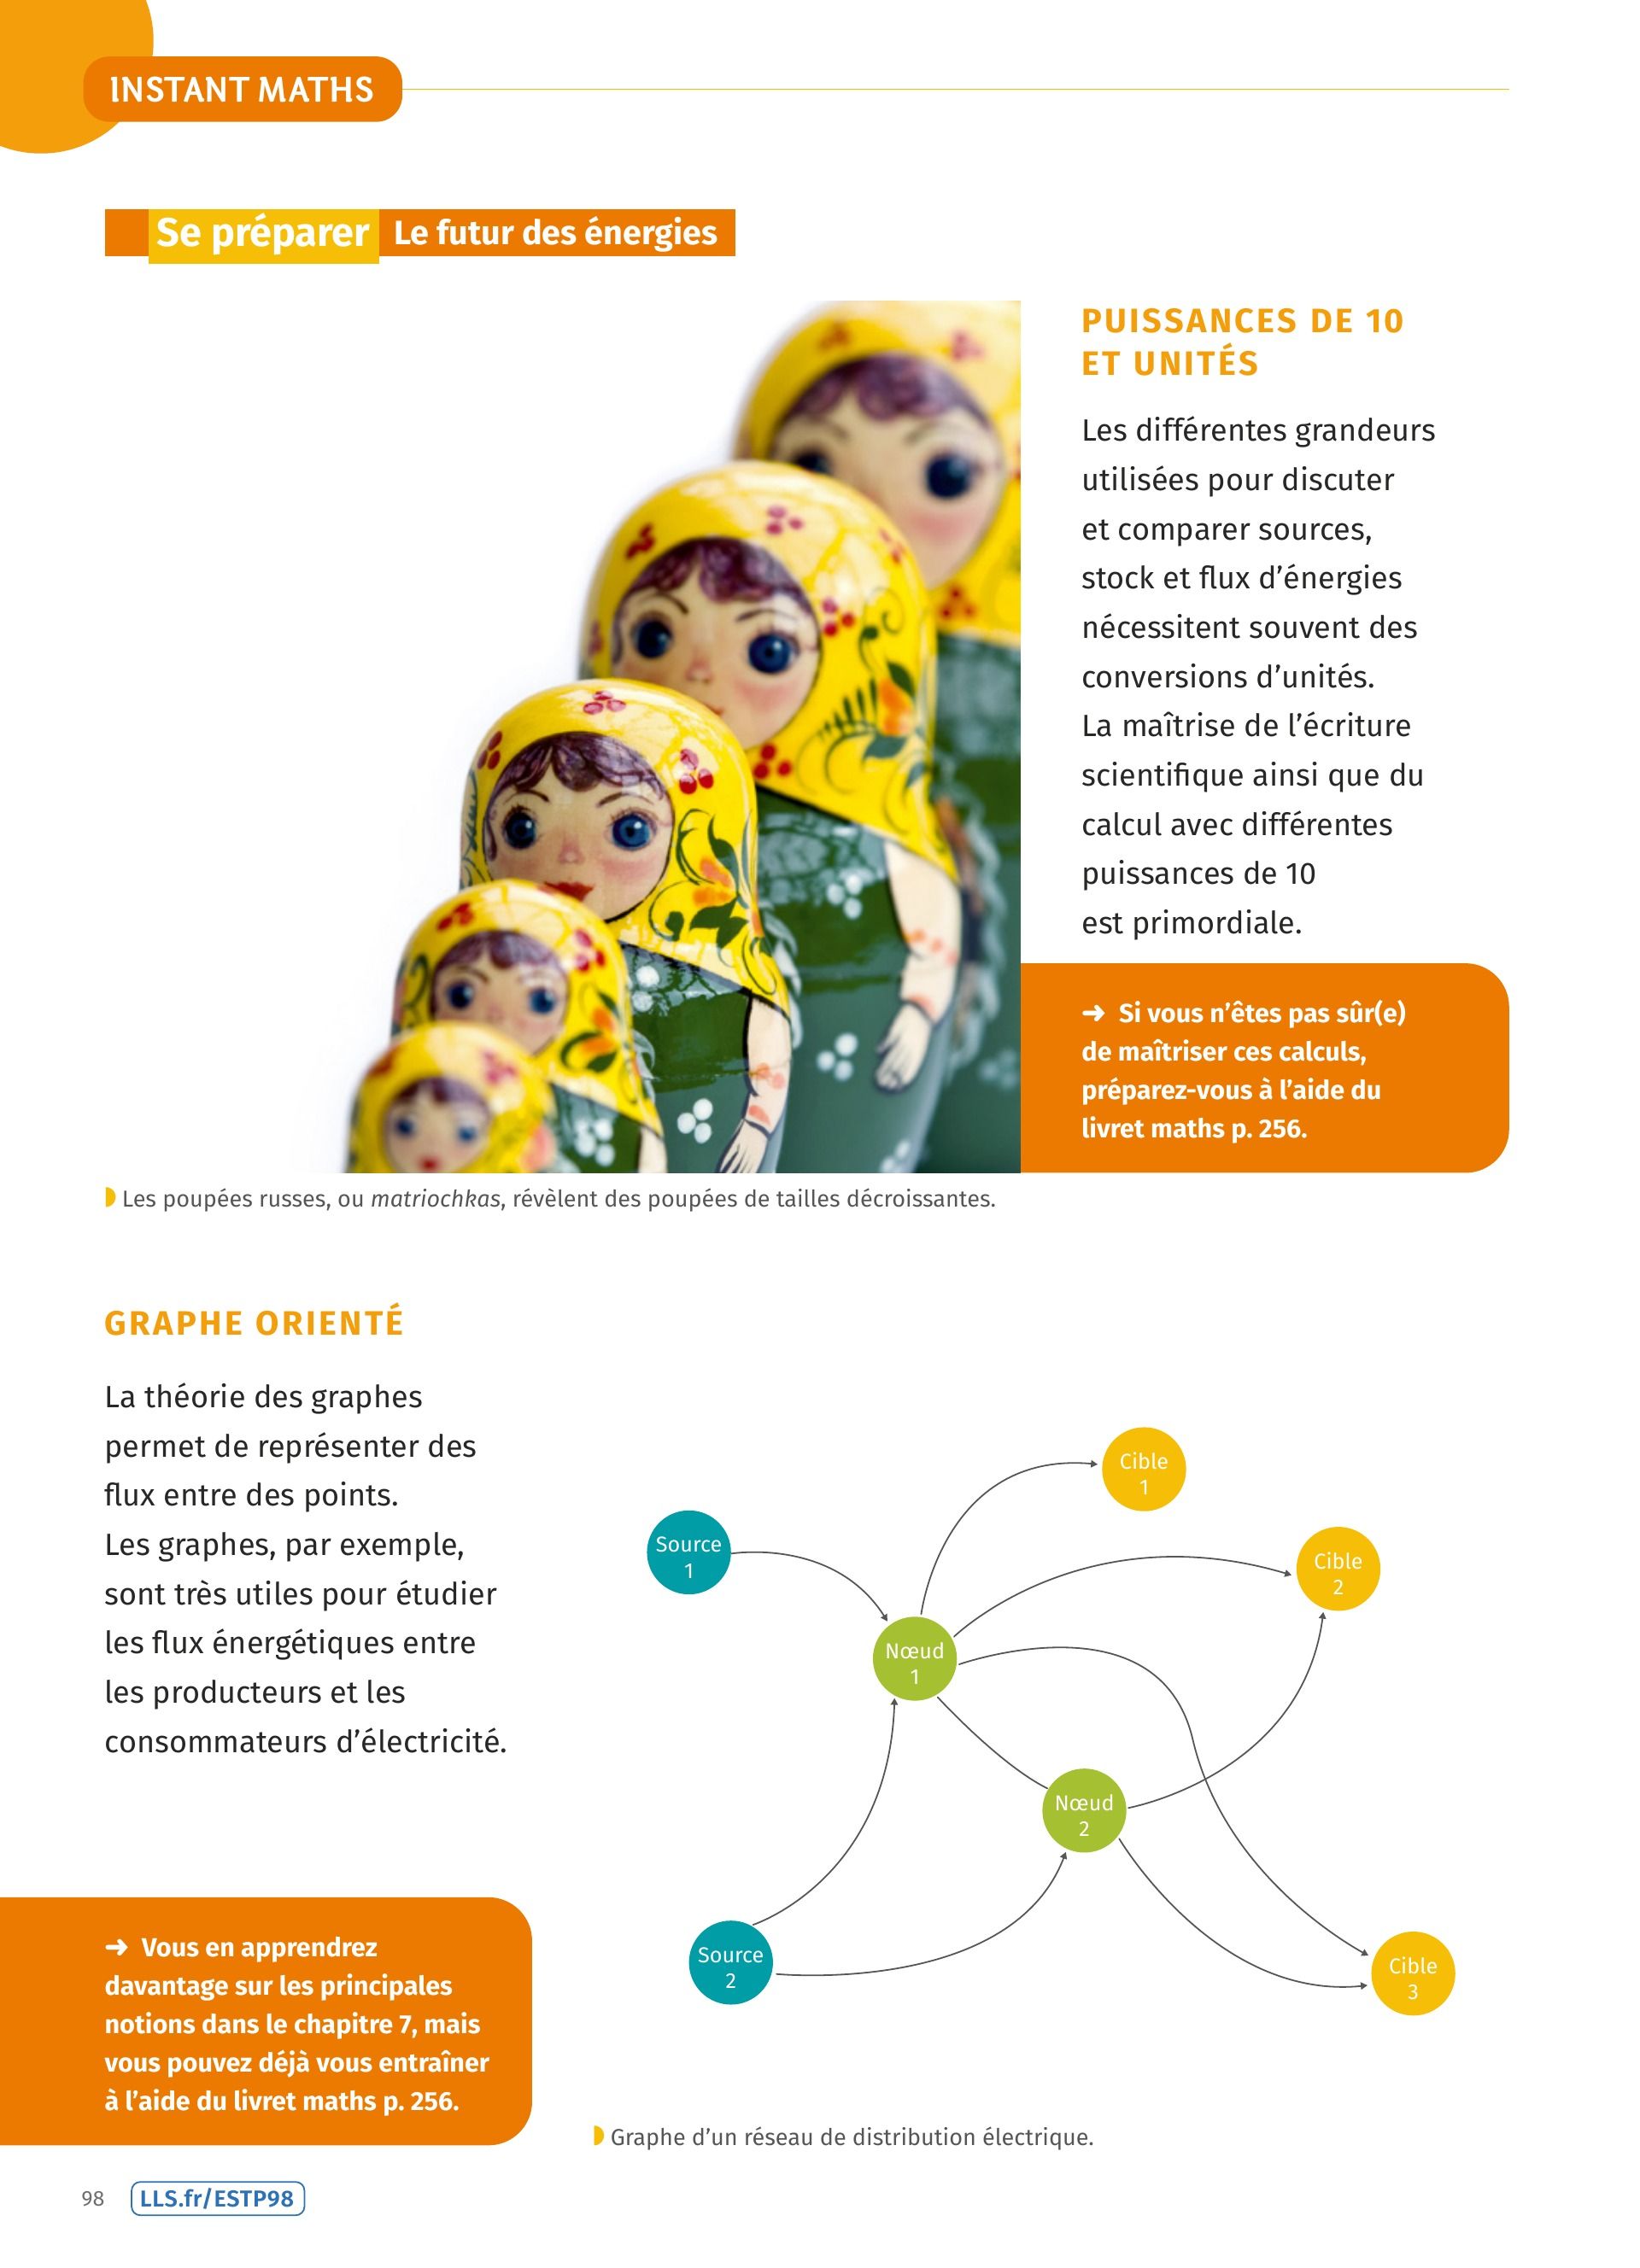 INSTANT MATHS
Se préparer Le futur des énergies
PUISSANCES DE 10
ET UNITÉS
Les différentes grandeurs
utilisées pour discuter
et comparer sources,
stock et flux d’énergies
nécessitent souvent des
conversions d’unités.
La maîtrise de l’écriture
scientifique ainsi que du
calcul avec différentes
puissances de 10
est primordiale.
➜ Si vous n’êtes pas sûr(e)
de maîtriser ces calculs,
préparez-vous à l’aide du
livret maths p. 256.
Les poupées russes, ou matriochkas, révèlent des poupées de tailles décroissantes.
GRAPHE ORIENTÉ
La théorie des graphes
permet de représenter des
flux entre des points.
Les graphes, par exemple,
sont très utiles pour étudier
les flux énergétiques entre
les producteurs et les
consommateurs d’électricité.
➜ Vous en apprendrez
davantage sur les principales
notions dans le chapitre 7, mais
vous pouvez déjà vous entraîner
à l’aide du livret maths p. 256.
Cible
1
Source
1
Cible
2
Nœud
1
Nœud
2
Source
2
Cible
3
Graphe d’un réseau de distribution électrique.
98 LLS.fr/ESTP98